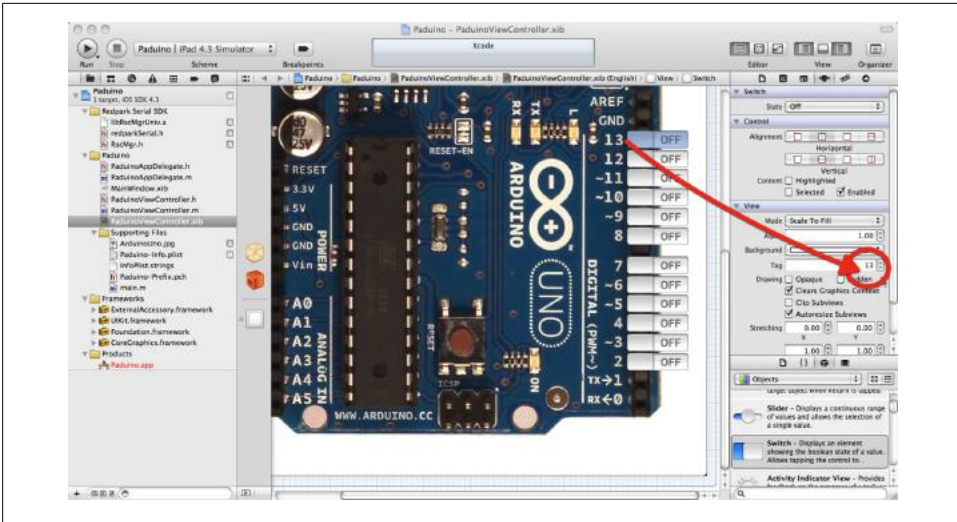 Paduino - PaduinoViewController.xib
Run
Stop
Paduino | iPad 4.3 Simulator
Scheme
Breakpoints
Xcode
Editor
View
Organizer
Paduino
Paduino
PaduinoViewController.xib
PaduinoViewController.xib (English)
View
Switch
Paduino
1 target, iOS SDK 4.3
Redpark Serial SDK
libRscMgrUniv.a
redparkSerial.h
RscMgr.h
Paduino
PaduinoAppDelegate.h
PaduinoAppDelegate.m
MainWindow.xib
PaduinoViewController.h
PaduinoViewController.m
PaduinoViewController.xib
Supporting Files
ArduinoUno.jpg
Paduino-Info.plist
InfoPlist.strings
Paduino-Prefix.pch
main.m
Frameworks
ExternalAccessory.framework
UIKit.framework
Foundation.framework
CoreGraphics.framework
Products
Paduino.app
25V
47
25V
RESET
3.3V
5V
GND
GND
Vin
POWER
A0
A1
A2
A3
A4
A5
ANALOG IN
WWW.ARDUINO.CC
RESET-EN
RX
TX
L
ARDUINO
UNO
RESET
ICSP
ON
AREF
GND
13 OFF
12 OFF
~11 OFF
~10 OFF
~9 OFF
8 OFF
7 OFF
~6 OFF
~5 OFF
4 OFF
~3 OFF
2 OFF
TX→1
RX←0
DIGITAL (PWM~)
Switch
State Off
Control
Alignment
Horizontal
Vertical
Content Highlighted
Selected Enabled
View
Mode Scale To Fill
1.00
Background
Tag 13
Drawing Opaque
Clears Graphics Context
Clip Subviews
Autoresize Subviews
Stretching 0.00 0.00
X Y
1.00 1.00
Objects
Slider - Displays a continuous range
of values and allows the selection of
a single value.
Switch - Displays an element
showing the boolean state of a value.
Allows tapping the control to...
Activity Indicator View - Provides